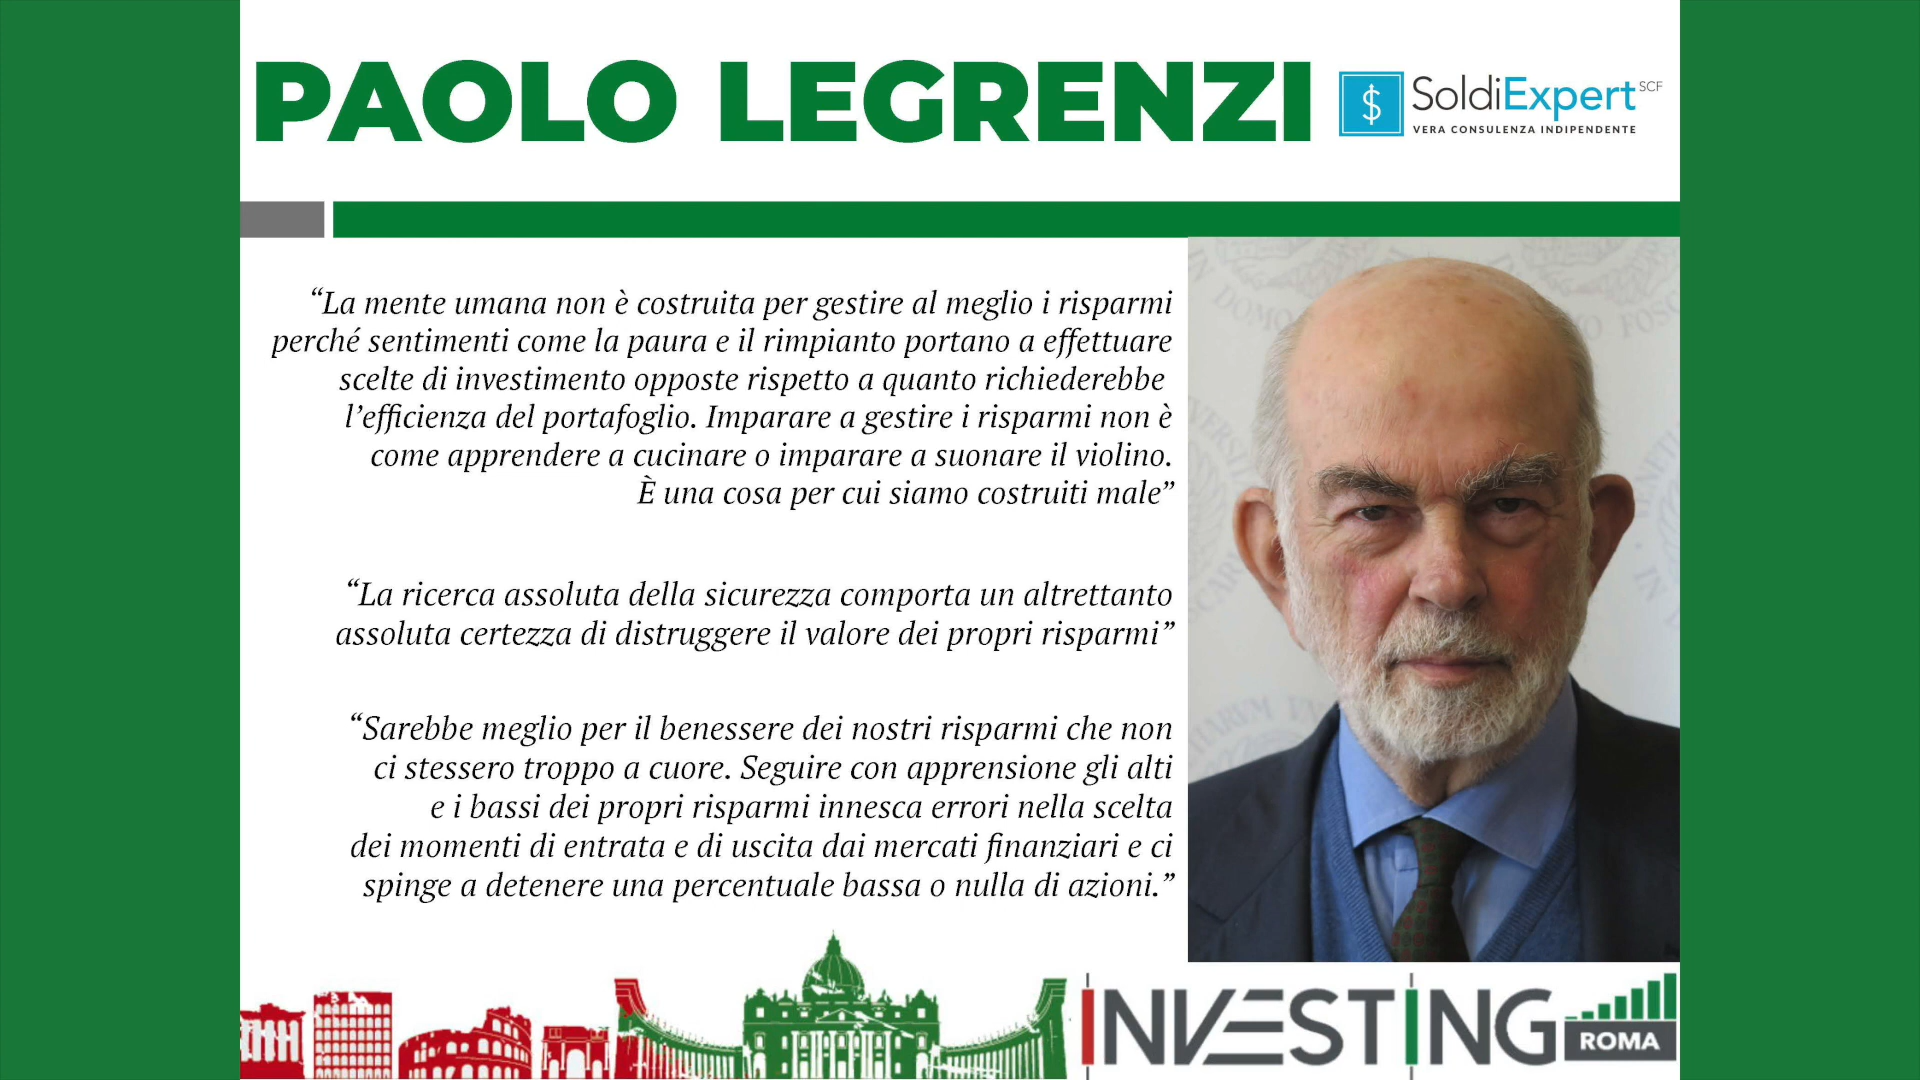 PAOLO LEGRENZI
$ SoldiExpert SCF
VERA CONSULENZA INDIPENDENTE
“La mente umana non è costruita per gestire al meglio i risparmi
perché sentimenti come la paura e il rimpianto portano a effettuare
scelte di investimento opposte rispetto a quanto richiederebbe
l’efficienza del portafoglio. Imparare a gestire i risparmi non è
come apprendere a cucinare o imparare a suonare il violino.
È una cosa per cui siamo costruiti male”
“La ricerca assoluta della sicurezza comporta un altrettanto
assoluta certezza di distruggere il valore dei propri risparmi”
“Sarebbe meglio per il benessere dei nostri risparmi che non
ci stessero troppo a cuore. Seguire con apprensione gli alti
e i bassi dei propri risparmi innesca errori nella scelta
dei momenti di entrata e di uscita dai mercati finanziari e ci
spinge a detenere una percentuale bassa o nulla di azioni.”
INVESTING
ROMA